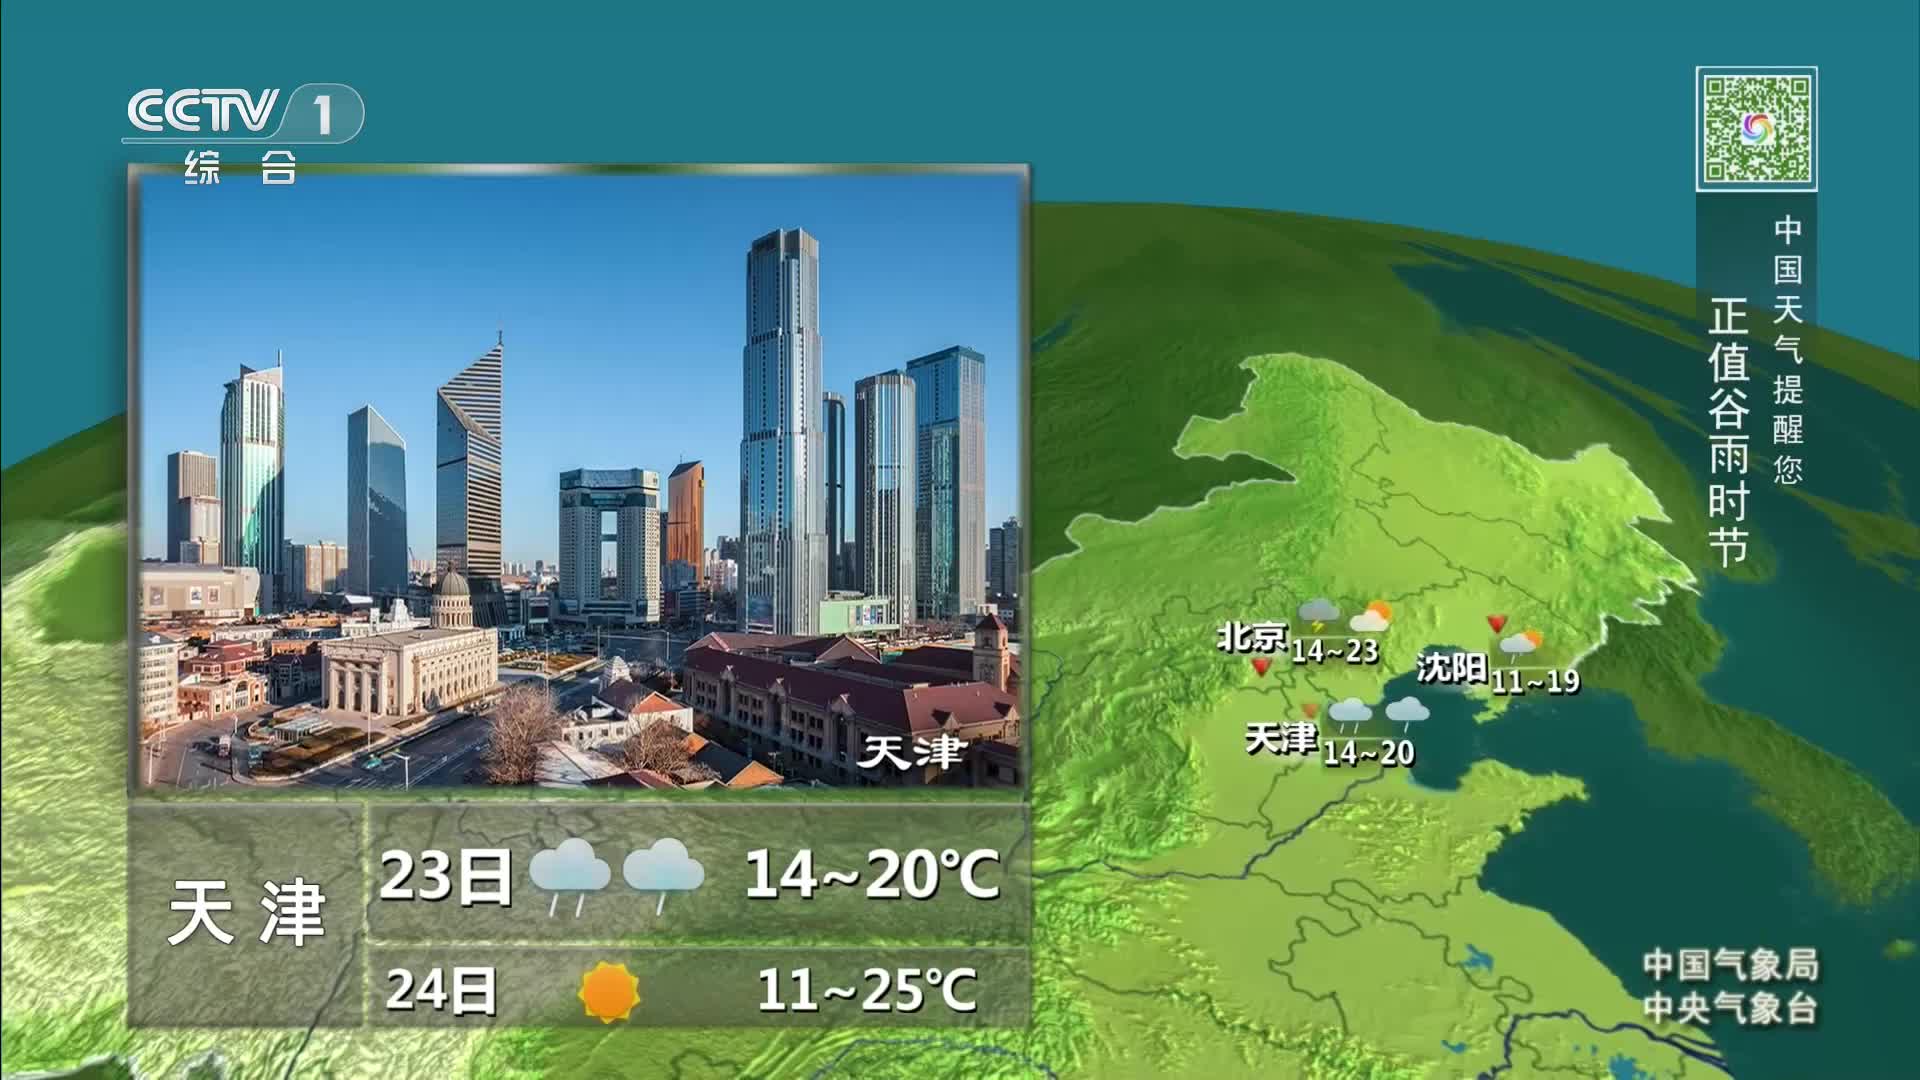 CCTV 1
综合
中国天气提醒您
正值谷雨时节
北京 14~23
沈阳 11~19
天津 14~20
天津
天津
23日 14~20℃
24日 11~25℃
中国气象局
中央气象台